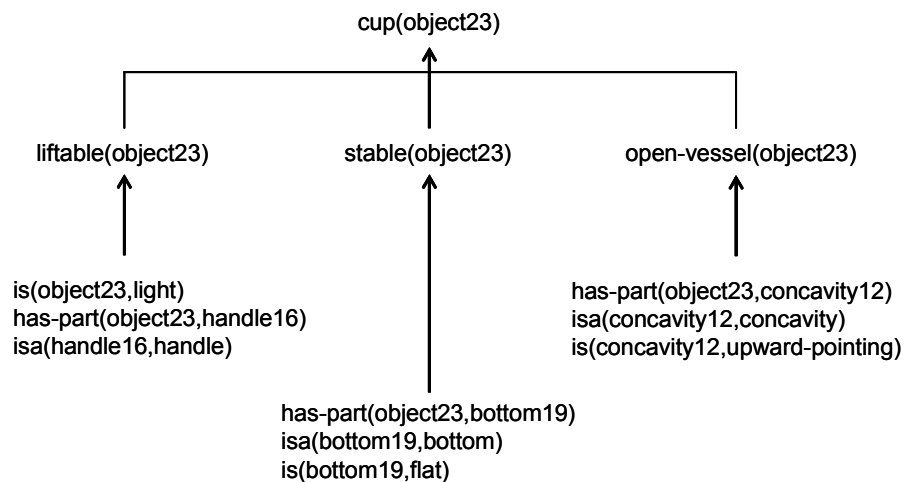 cup(object23)
liftable(object23)
stable(object23)
open-vessel(object23)
is(object23,light)
has-part(object23,handle16)
isa(handle16,handle)
has-part(object23,concavity12)
isa(concavity12,concavity)
is(concavity12,upward-pointing)
has-part(object23,bottom19)
isa(bottom19,bottom)
is(bottom19,flat)